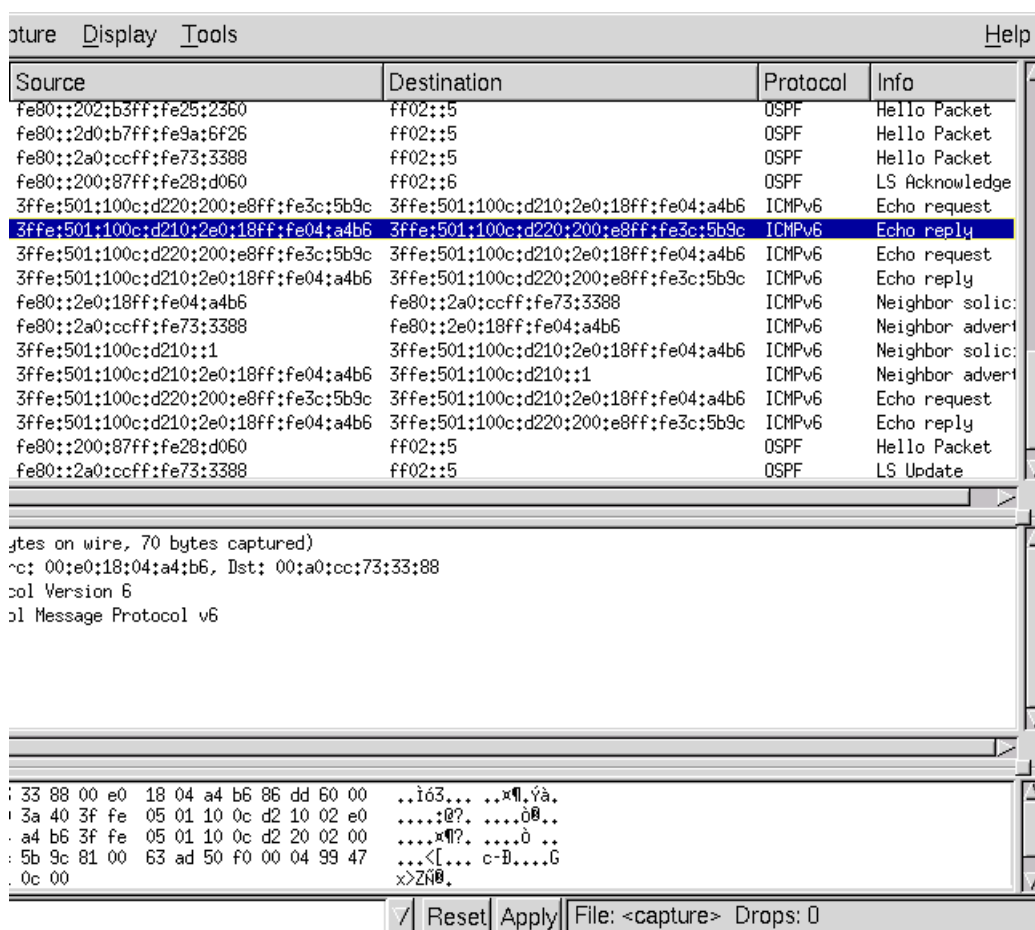 pture Display Tools Help
Source Destination Protocol Info
fe80::202:b3ff:fe25:2360 ff02::5 OSPF Hello Packet
fe80::2d0:b7ff:fe9a:6f26 ff02::5 OSPF Hello Packet
fe80::2a0:ccff:fe73:3388 ff02::5 OSPF Hello Packet
fe80::200:87ff:fe28:d060 ff02::6 OSPF LS Acknowledge
3ffe:501:100c:d220:200:e8ff:fe3c:5b9c 3ffe:501:100c:d210:2e0:18ff:fe04:a4b6 ICMPv6 Echo request
3ffe:501:100c:d210:2e0:18ff:fe04:a4b6 3ffe:501:100c:d220:200:e8ff:fe3c:5b9c ICMPv6 Echo reply
3ffe:501:100c:d220:200:e8ff:fe3c:5b9c 3ffe:501:100c:d210:2e0:18ff:fe04:a4b6 ICMPv6 Echo request
3ffe:501:100c:d210:2e0:18ff:fe04:a4b6 3ffe:501:100c:d220:200:e8ff:fe3c:5b9c ICMPv6 Echo reply
fe80::2e0:18ff:fe04:a4b6 fe80::2a0:ccff:fe73:3388 ICMPv6 Neighbor solic
fe80::2a0:ccff:fe73:3388 fe80::2e0:18ff:fe04:a4b6 ICMPv6 Neighbor advert
3ffe:501:100c:d210::1 3ffe:501:100c:d210:2e0:18ff:fe04:a4b6 ICMPv6 Neighbor solic
3ffe:501:100c:d210:2e0:18ff:fe04:a4b6 3ffe:501:100c:d210::1 ICMPv6 Neighbor advert
3ffe:501:100c:d220:200:e8ff:fe3c:5b9c 3ffe:501:100c:d210:2e0:18ff:fe04:a4b6 ICMPv6 Echo request
3ffe:501:100c:d210:2e0:18ff:fe04:a4b6 3ffe:501:100c:d220:200:e8ff:fe3c:5b9c ICMPv6 Echo reply
fe80::200:87ff:fe28:d060 ff02::5 OSPF Hello Packet
fe80::2a0:ccff:fe73:3388 ff02::5 OSPF LS Update
ytes on wire, 70 bytes captured)
rc: 00:e0:18:04:a4:b6, Dst: 00:a0:cc:73:33:88
col Version 6
ol Message Protocol v6
33 88 00 e0 18 04 a4 b6 86 dd 60 00 ..Ìó3... ..¤¶.Ýà.
3a 40 3f fe 05 01 10 0c d2 10 02 e0 ....:@?. ....ò®..
a4 b6 3f fe 05 01 10 0c d2 20 02 00 ....¤¶?. ....ò ..
5b 9c 81 00 63 ad 50 f0 00 04 99 47 ...<[... c-Ð....G
0c 00 x>ZÑ®.
Reset Apply File: <capture> Drops: 0